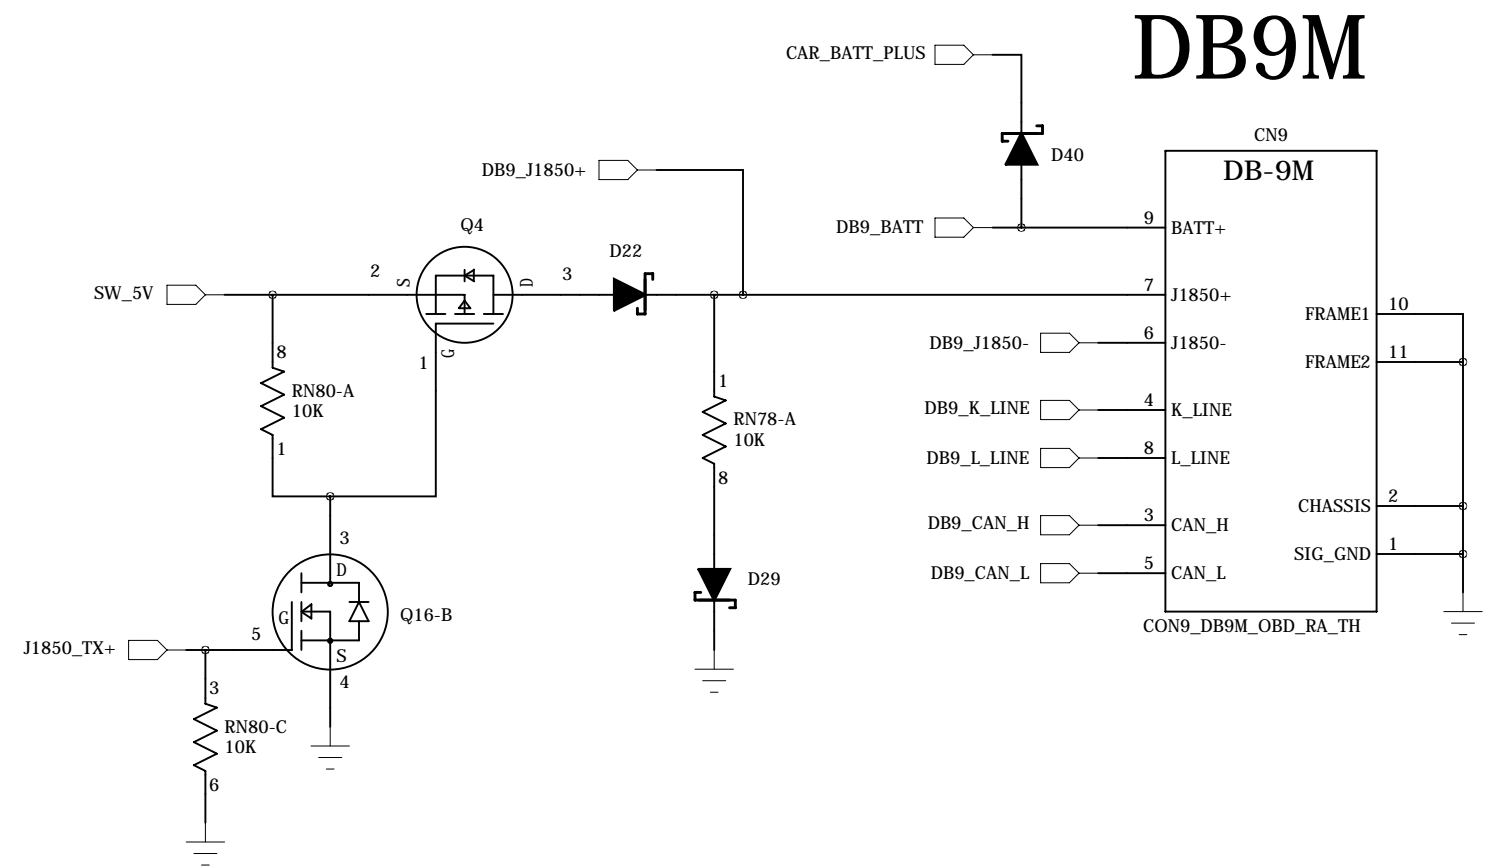 DB9M
CAR_BATT_PLUS
D40
CN9
DB-9M
DB9_J1850+
DB9_BATT
9
BATT+
Q4
D22
SW_5V
2
S
D
3
7
J1850+
G
1
8
RN80-A
10K
1
DB9_J1850-
6
J1850-
FRAME1
10
FRAME2
11
1
RN78-A
10K
8
DB9_K_LINE
4
K_LINE
DB9_L_LINE
8
L_LINE
CHASSIS
2
DB9_CAN_H
3
CAN_H
SIG_GND
1
DB9_CAN_L
5
CAN_L
3
D
G
S
Q16-B
D29
J1850_TX+
5
4
CON9_DB9M_OBD_RA_TH
3
RN80-C
10K
6